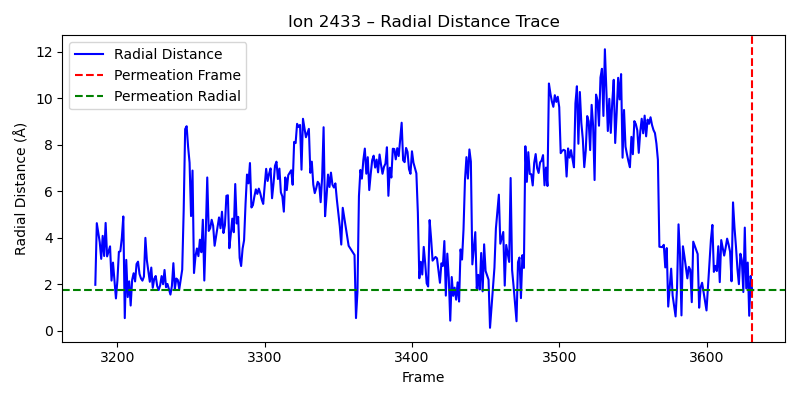 Ion 2433 – Radial Distance Trace
Radial Distance
Permeation Frame
Permeation Radial
Radial Distance (Å)
12
10
8
6
4
2
0
3200
3300
3400
3500
3600
Frame